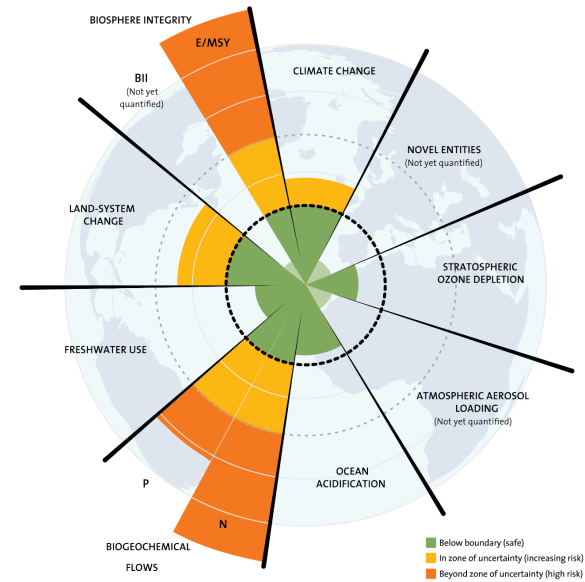 BIOSPHERE INTEGRITY
E/MSY
BII
(Not yet
quantified)
CLIMATE CHANGE
NOVEL ENTITIES
(Not yet quantified)
LAND-SYSTEM
CHANGE
STRATOSPHERIC
OZONE DEPLETION
FRESHWATER USE
ATMOSPHERIC AEROSOL
LOADING
(Not yet quantified)
OCEAN
ACIDIFICATION
P
N
BIOGEOCHEMICAL
FLOWS
Below boundary (safe)
In zone of uncertainty (increasing risk)
Beyond zone of uncertainty (high risk)